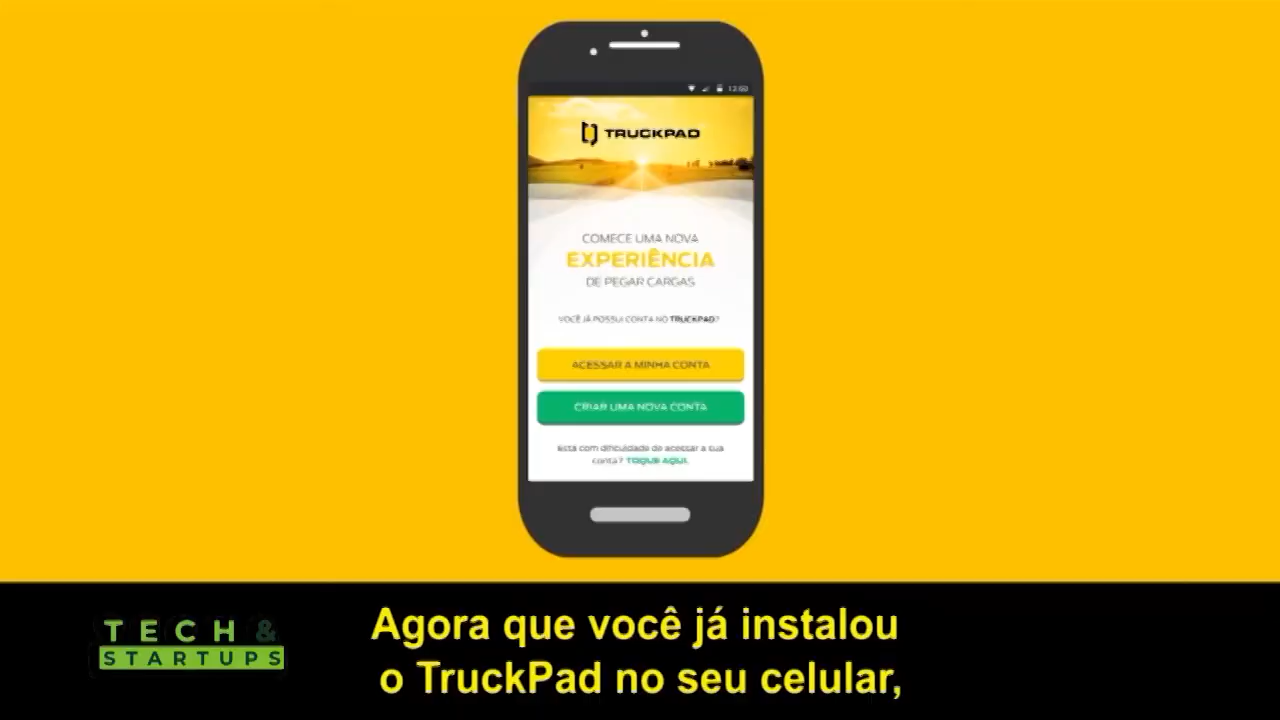 12:00
TRUCKPAD
COMECE UMA NOVA
EXPERIÊNCIA
DE PEGAR CARGAS
VOCÊ JÁ POSSUI CONTA NO TRUCKPAD?
ACESSAR A MINHA CONTA
CRIAR UMA NOVA CONTA
Está com dificuldade de acessar a sua
conta? TOQUE AQUI.
TECH &
STARTUPS
Agora que você já instalou
o TruckPad no seu celular,